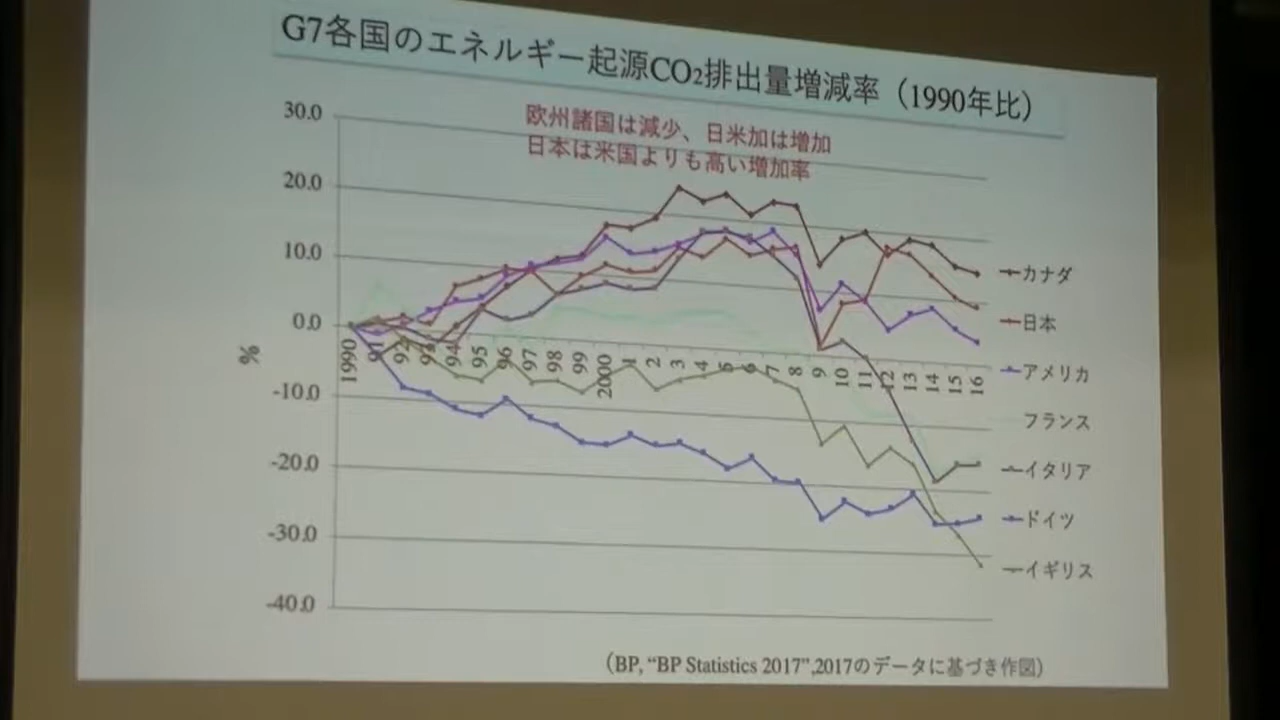 G7各国のエネルギー起源CO₂排出量増減率（1990年比）
欧州諸国は減少、日米加は増加
日本は米国よりも高い増加率
30.0
20.0
10.0
0.0
-10.0
-20.0
-30.0
-40.0
%
1990 91 92 93 94 95 96 97 98 99 2000 1 2 3 4 5 6 7 8 9 10 11 12 13 14 15 16
カナダ
日本
アメリカ
フランス
イタリア
ドイツ
イギリス
（BP, “BP Statistics 2017”,2017のデータに基づき作図）